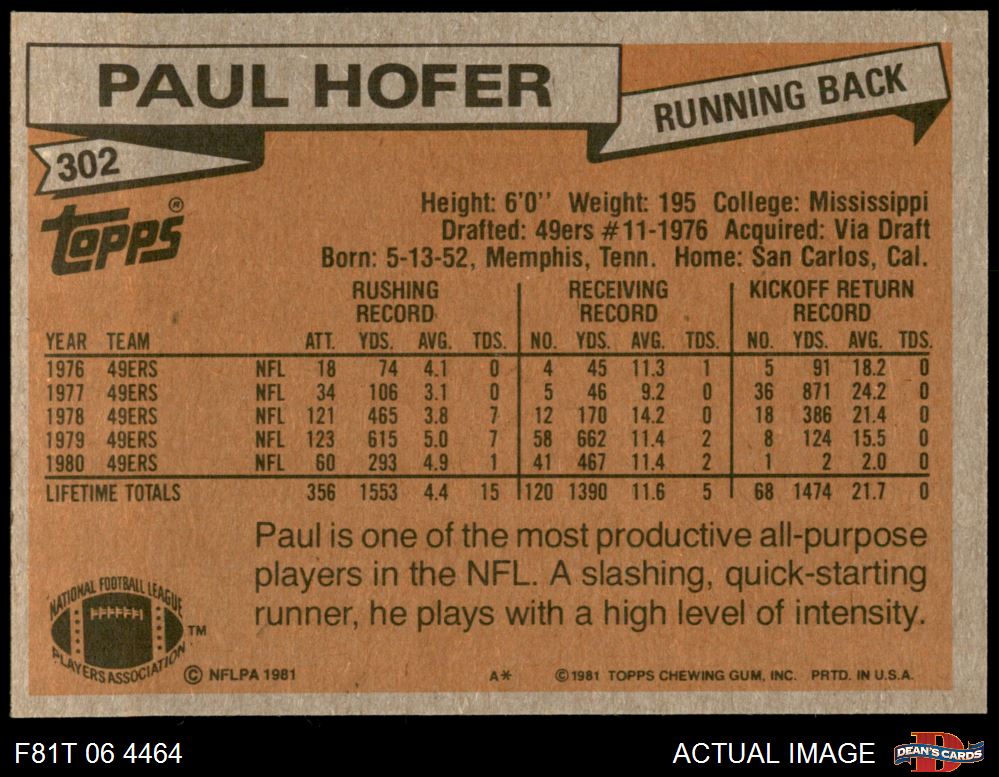 PAUL HOFER
RUNNING BACK
302
Topps®
Height: 6'0'' Weight: 195 College: Mississippi
Drafted: 49ers #11-1976 Acquired: Via Draft
Born: 5-13-52, Memphis, Tenn. Home: San Carlos, Cal.
RUSHING RECORD RECEIVING RECORD KICKOFF RETURN RECORD
YEAR TEAM ATT. YDS. AVG. TDS. NO. YDS. AVG. TDS. NO. YDS. AVG. TDS.
1976 49ERS NFL 18 74 4.1 0 4 45 11.3 1 5 91 18.2 0
1977 49ERS NFL 34 106 3.1 0 5 46 9.2 0 36 871 24.2 0
1978 49ERS NFL 121 465 3.8 7 12 170 14.2 0 18 386 21.4 0
1979 49ERS NFL 123 615 5.0 7 58 662 11.4 2 8 124 15.5 0
1980 49ERS NFL 60 293 4.9 1 41 467 11.4 2 1 2 2.0 0
LIFETIME TOTALS 356 1553 4.4 15 120 1390 11.6 5 68 1474 21.7 0
Paul is one of the most productive all-purpose
players in the NFL. A slashing, quick-starting
runner, he plays with a high level of intensity.
NATIONAL FOOTBALL LEAGUE
PLAYERS ASSOCIATION ™
© NFLPA 1981 A* ©1981 TOPPS CHEWING GUM, INC. PRTD. IN U.S.A.
F81T 06 4464 ACTUAL IMAGE D DEAN'S CARDS